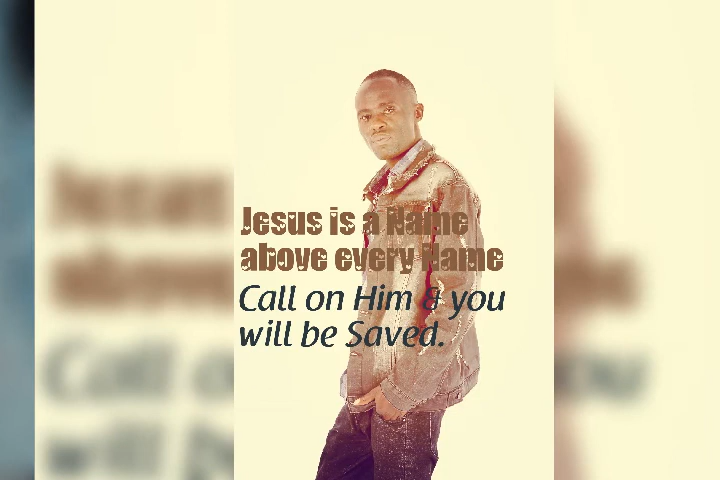 Jesus is a Name
above every Name
Call on Him & you
will be Saved.